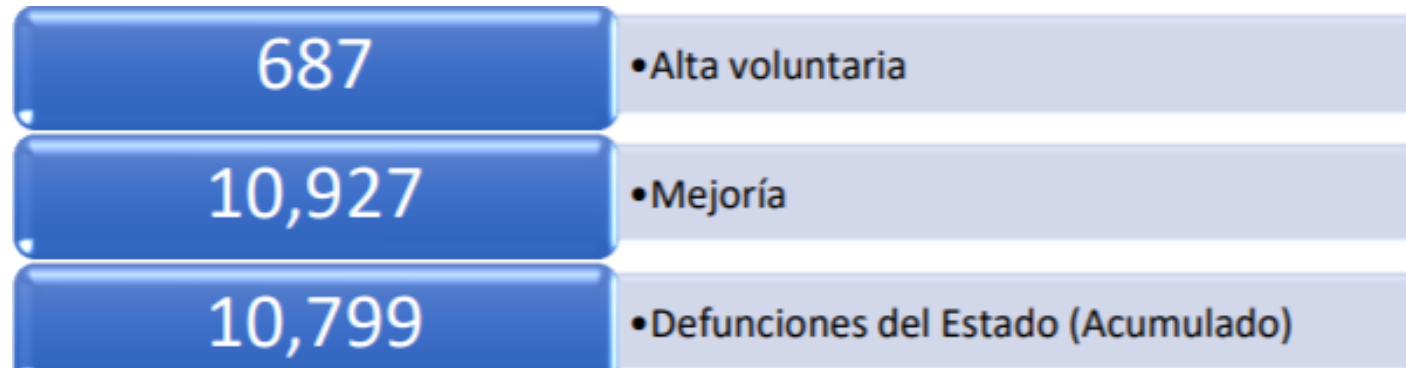 687 •Alta voluntaria
10,927 •Mejoría
10,799 •Defunciones del Estado (Acumulado)